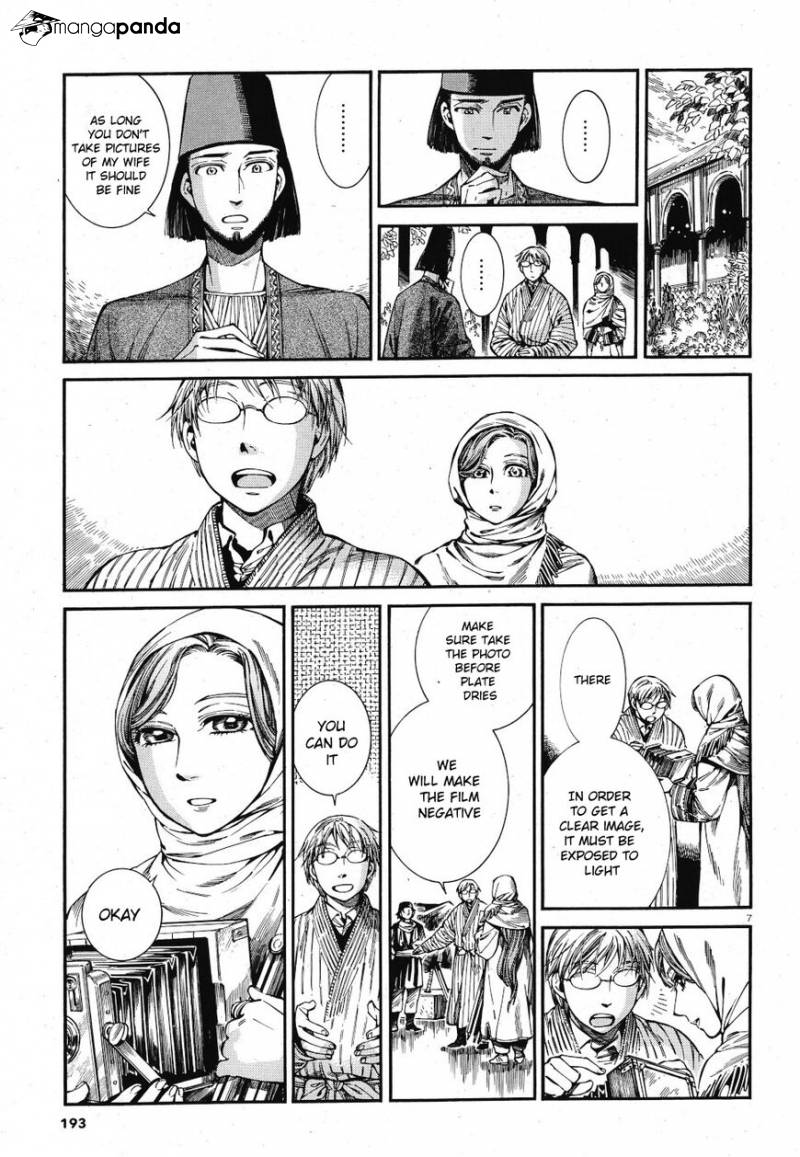 mangapanda
.......
.......
.......
AS LONG
YOU DON'T
TAKE PICTURES
OF MY WIFE
IT SHOULD
BE FINE
THERE
IN ORDER
TO GET A
CLEAR IMAGE,
IT MUST BE
EXPOSED TO
LIGHT
7
MAKE
SURE TAKE
THE PHOTO
BEFORE
PLATE
DRIES
WE
WILL MAKE
THE FILM
NEGATIVE
YOU
CAN DO
IT
OKAY
193